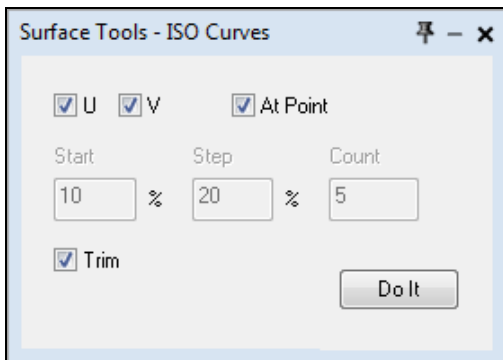 Surface Tools - ISO Curves
U V At Point
Start Step Count
10 % 20 % 5
Trim
Do It